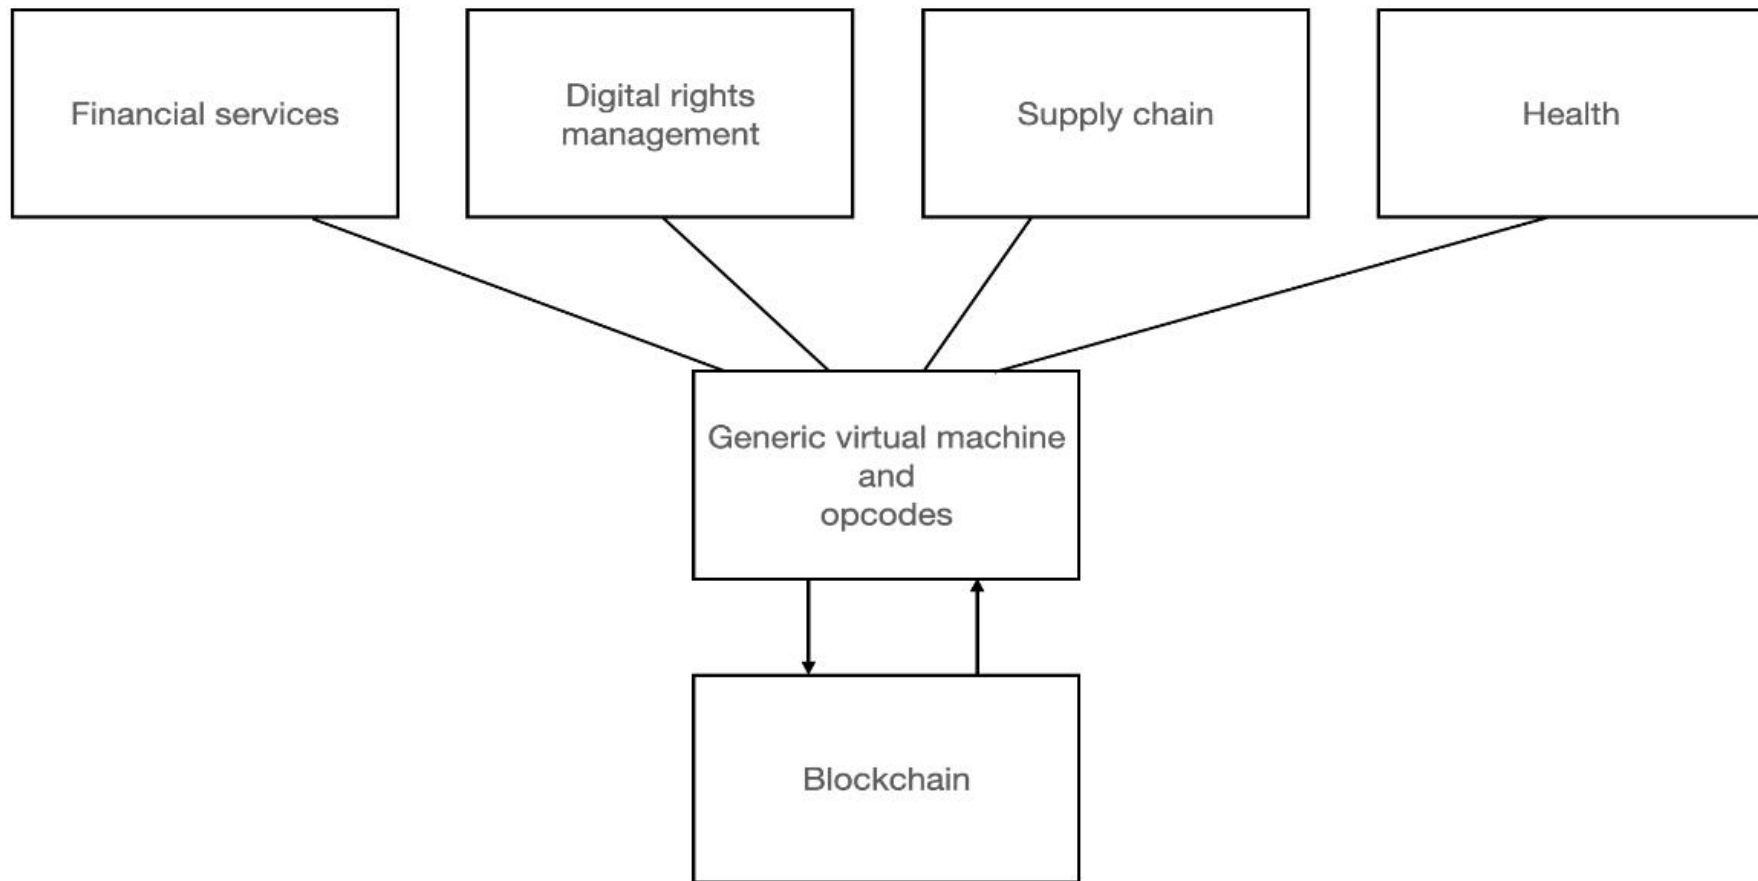 Financial services
Digital rights
management
Supply chain
Health
Generic virtual machine
and
opcodes
Blockchain